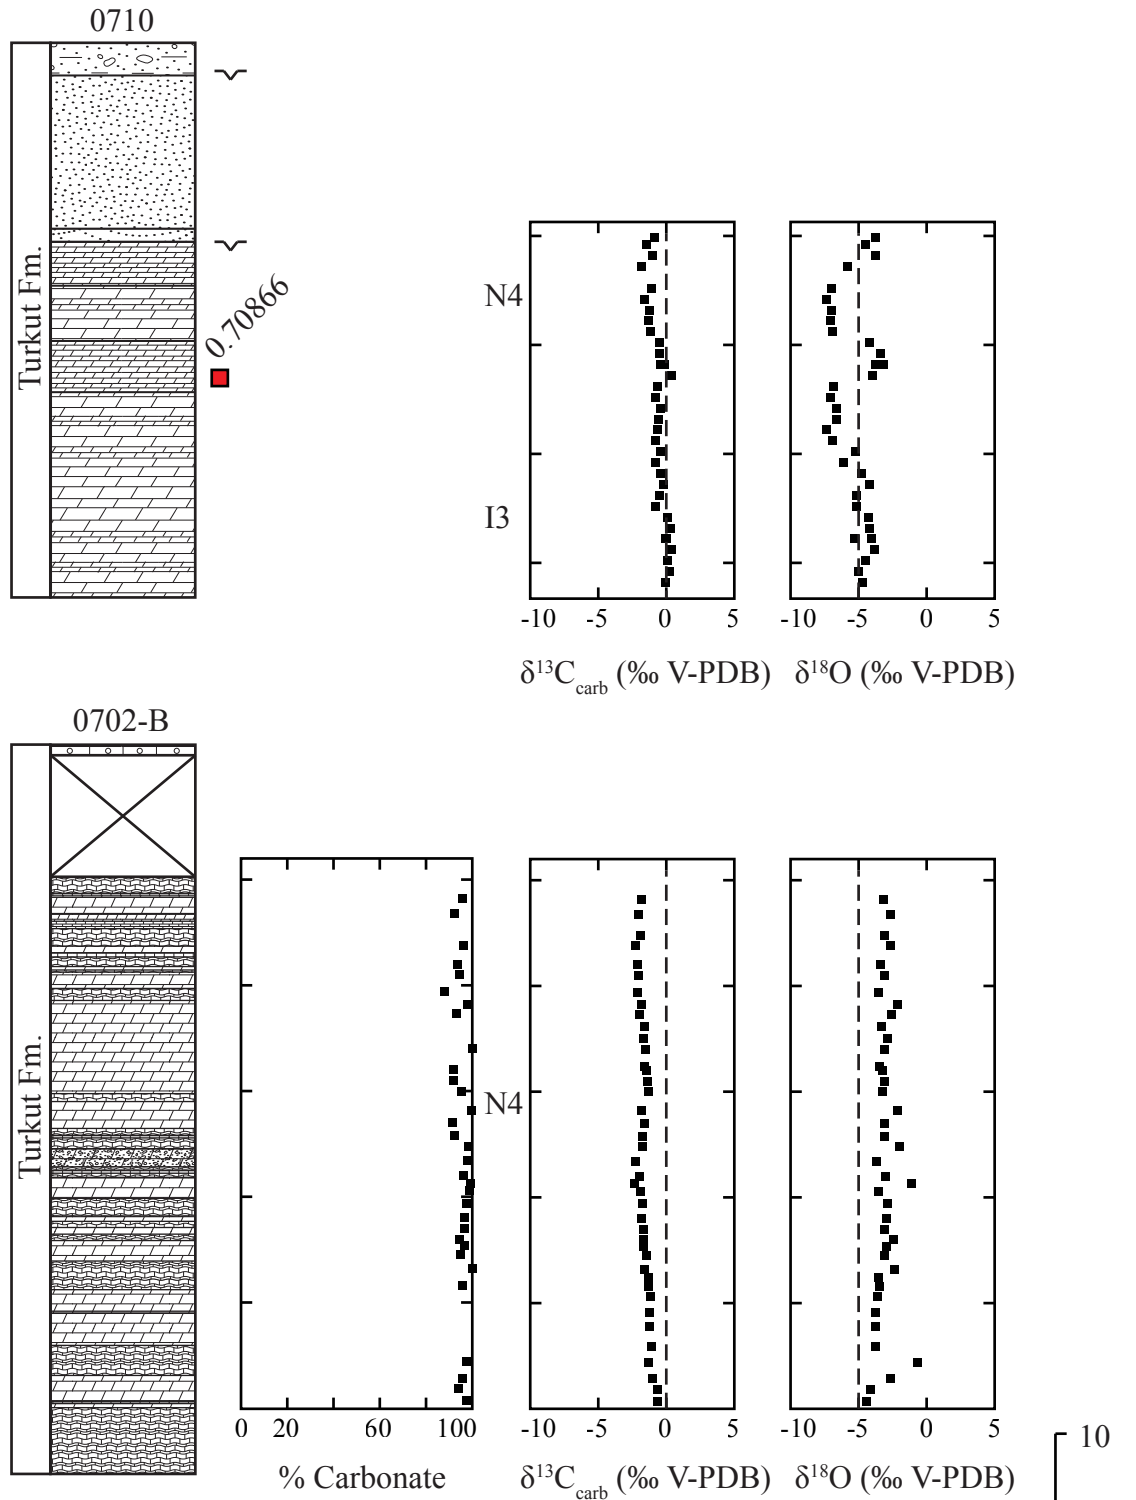 0710
Turkut Fm.
0.70866
N4
I3
-10 -5 0 5
-10 -5 0 5
δ¹³C_carb (‰ V-PDB)
δ¹⁸O (‰ V-PDB)
0702-B
Turkut Fm.
N4
0 20 60 100
-10 -5 0 5
-10 -5 0 5
10
% Carbonate
δ¹³C_carb (‰ V-PDB)
δ¹⁸O (‰ V-PDB)